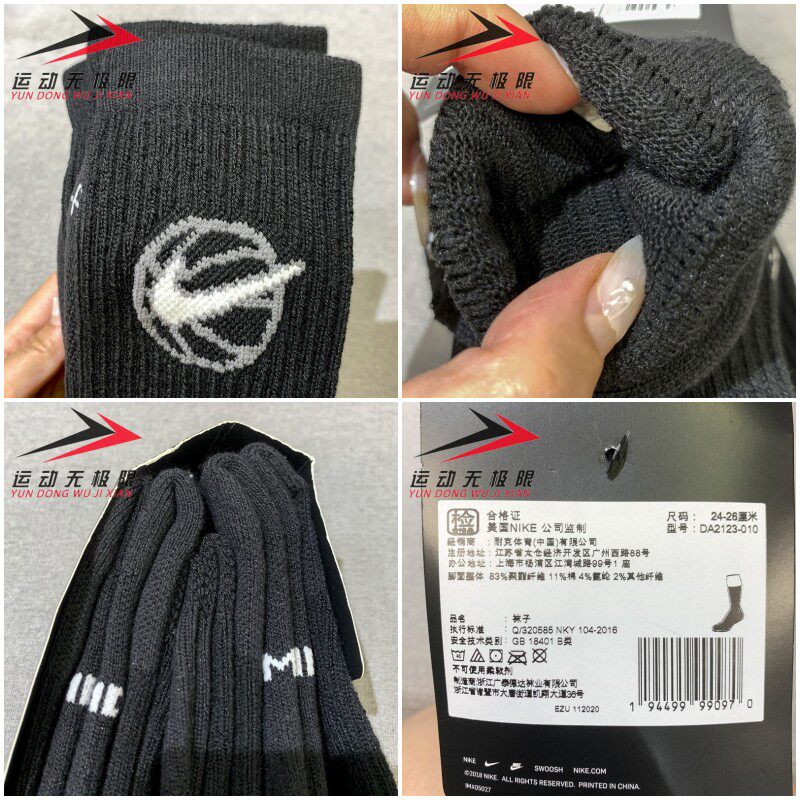 运动无极限
YUN DONG WU JI XIAN
运动无极限
YUN DONG WU JI XIAN
运动无极限
YUN DONG WU JI XIAN
运动无极限
YUN DONG WU JI XIAN
检
合格证
美国NIKE 公司监制
尺码： 24-26厘米
型号： DA2123-010
经销商 ： 耐克体育(中国)有限公司
注册地址： 江苏省太仓经济开发区广州西路88号
办公地址： 上海市杨浦区江湾城路99号1 座
脚面整体 83%聚酯纤维 11%棉 4%氨纶 2%其他纤维
品名： 袜子
执行标准： Q/320585 NKY 104-2016
安全技术类别： GB 18401 B类
不可使用柔软剂
制造商：浙江广泰德达袜业有限公司
浙江省诸暨市大唐街道凯翔大道36号
EZU 112020
1 94499 99097 0
NIKE SWOOSH NIKE.COM
©2018 NIKE. ALL RIGHTS RESERVED. PRINTED IN CHINA.
IM#05027